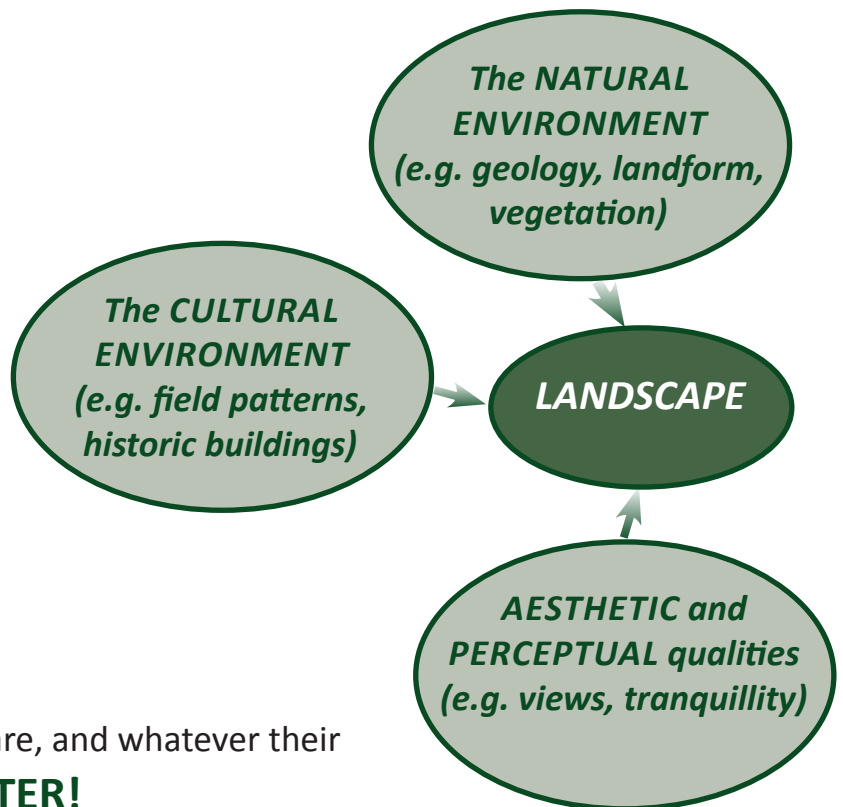 The NATURAL
ENVIRONMENT
(e.g. geology, landform,
vegetation)
The CULTURAL
ENVIRONMENT
(e.g. field patterns,
historic buildings)
LANDSCAPE
AESTHETIC and
PERCEPTUAL qualities
(e.g. views, tranquillity)
are, and whatever their
TER!